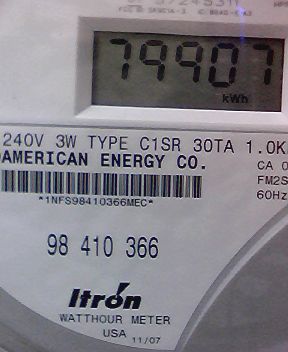 79907
kWh
240V 3W TYPE C1SR 30TA 1.0K
AMERICAN ENERGY CO.
CA 0
*1NFS98410366MEC*
FM2S
60Hz
98 410 366
Itron
WATTHOUR METER
USA 11/07